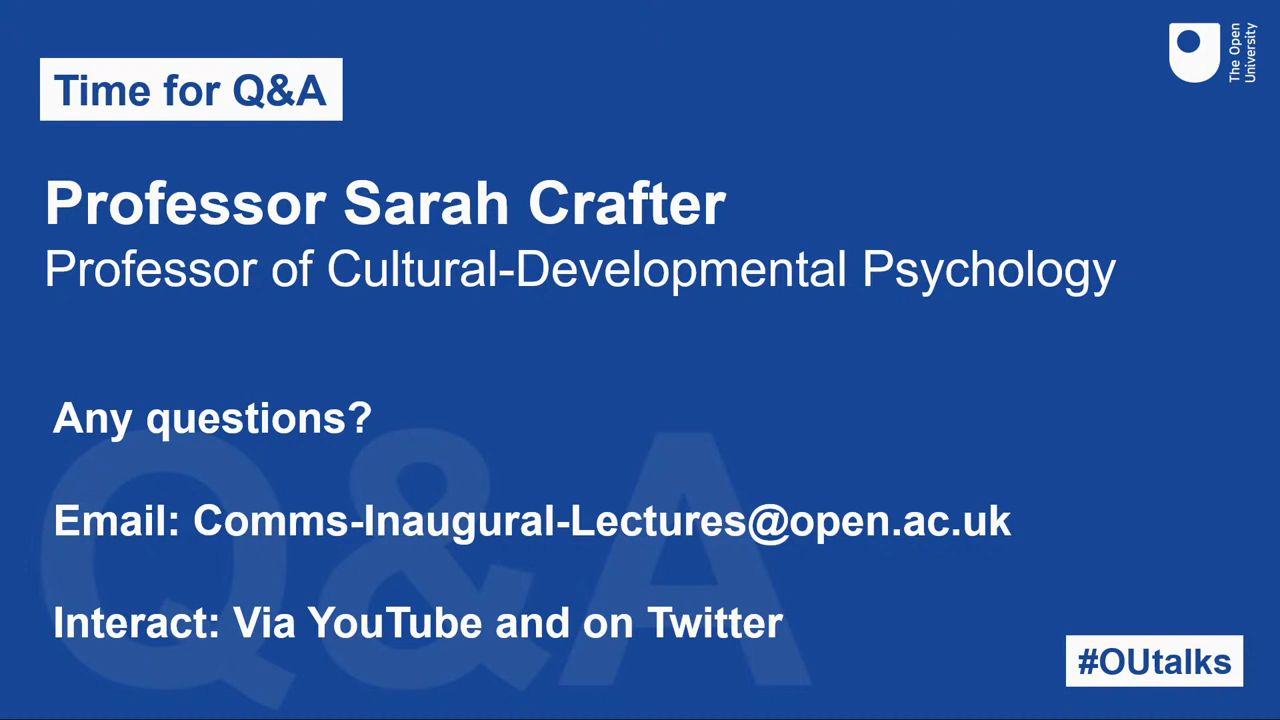 The Open
University
Time for Q&A
Professor Sarah Crafter
Professor of Cultural-Developmental Psychology
Any questions?
Q&A
Email: Comms-Inaugural-Lectures@open.ac.uk
Interact: Via YouTube and on Twitter
#OUtalks